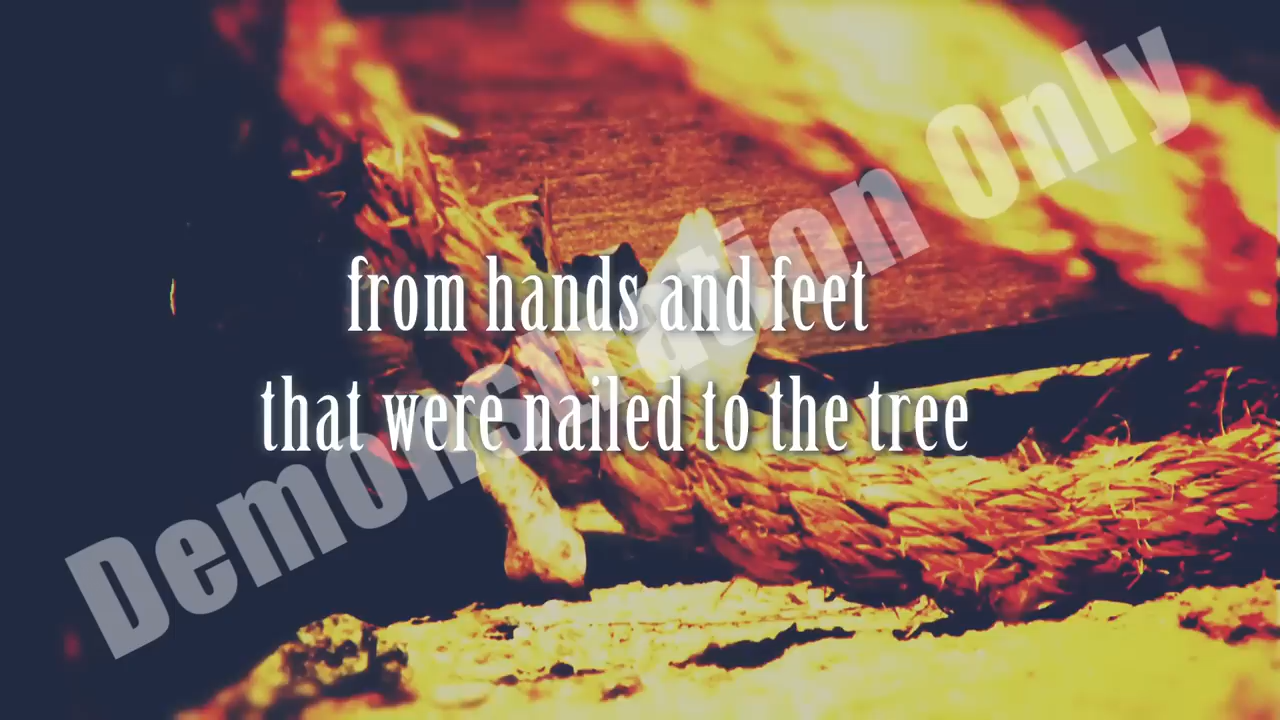 from hands and feet
that were nailed to the tree
Demonstration Only